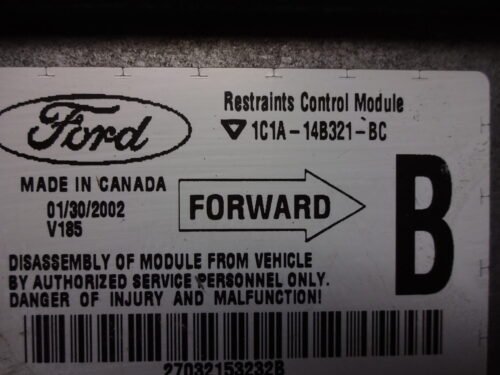 Ford
Restraints Control Module
1C1A-14B321-BC
MADE IN CANADA
01/30/2002
V185
FORWARD
B
DISASSEMBLY OF MODULE FROM VEHICLE
BY AUTHORIZED SERVICE PERSONNEL ONLY.
DANGER OF INJURY AND MALFUNCTION!
27032153232B